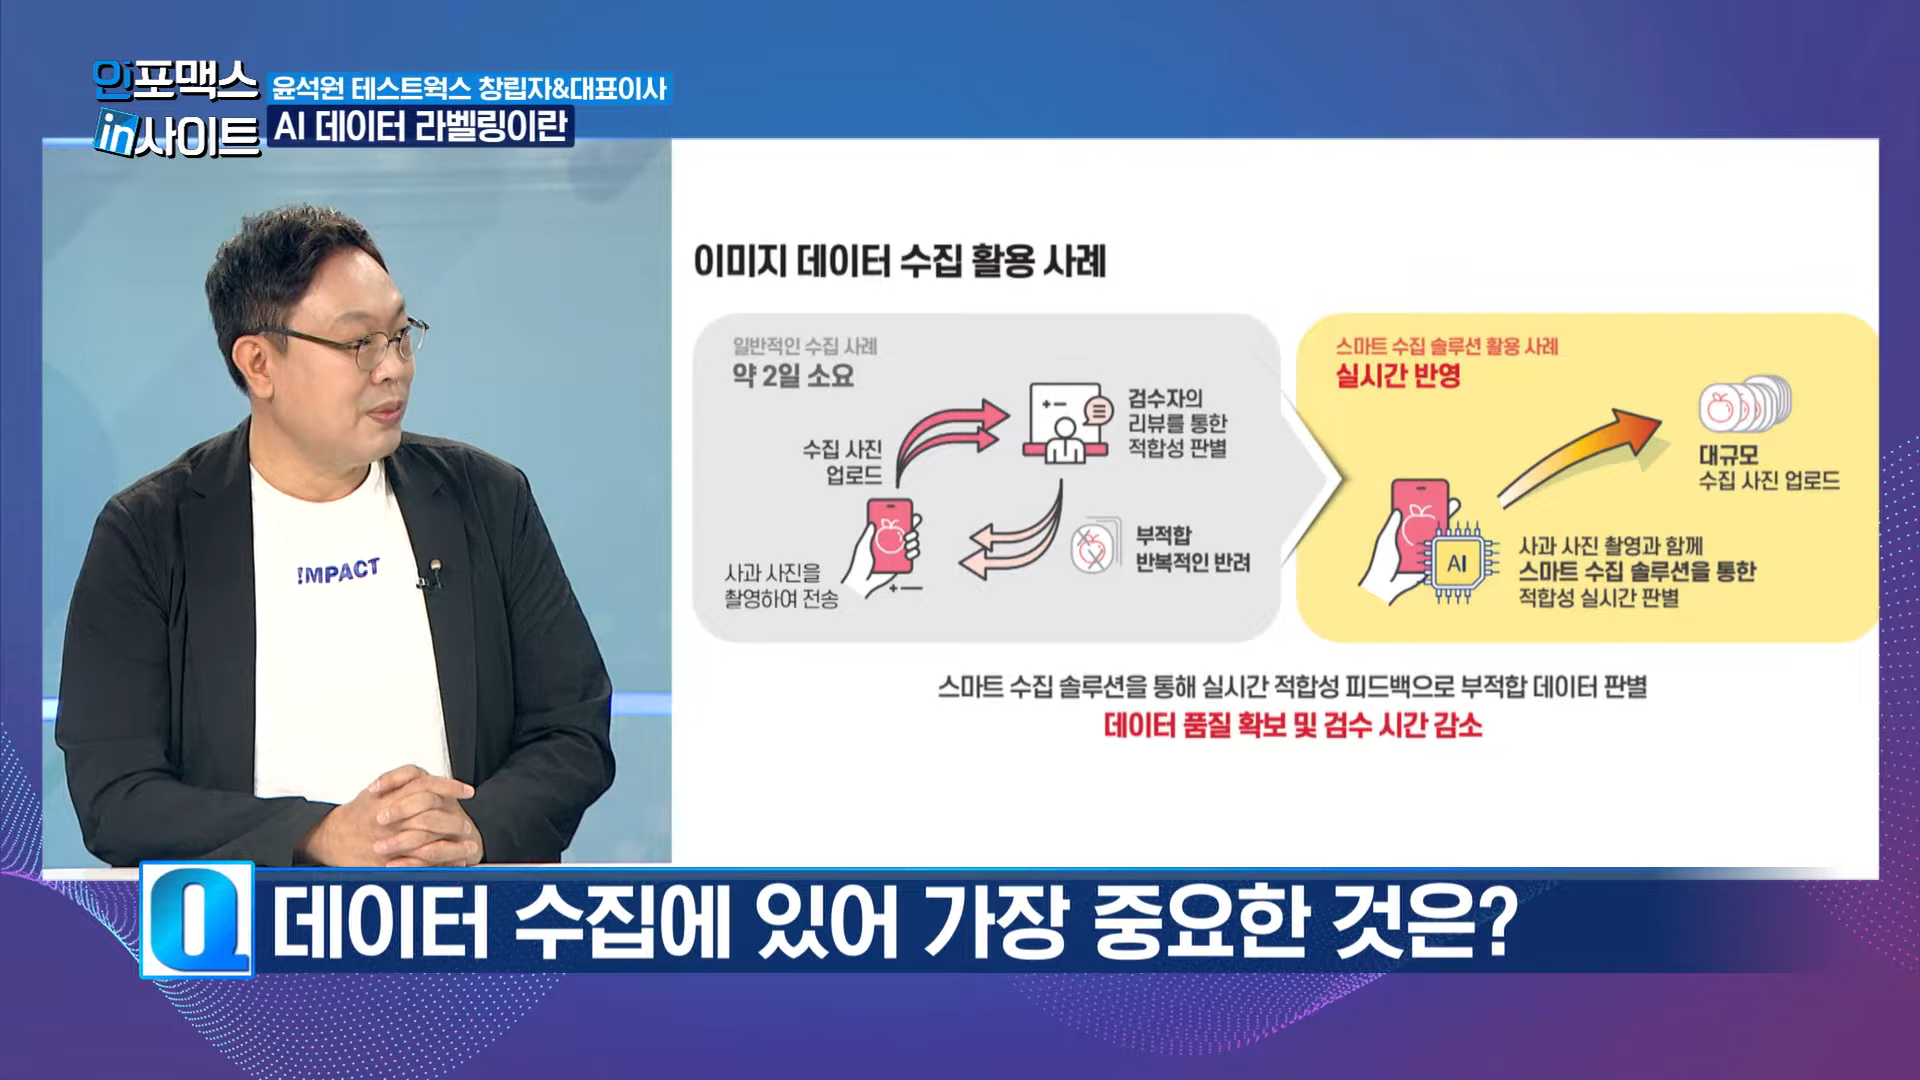 인포맥스
in사이트
윤석원 테스트웍스 창립자&대표이사
AI 데이터 라벨링이란
이미지 데이터 수집 활용 사례
일반적인 수집 사례
약 2일 소요
수집 사진
업로드
검수자의
리뷰를 통한
적합성 판별
사과 사진을
촬영하여 전송
부적합
반복적인 반려
스마트 수집 솔루션 활용 사례
실시간 반영
대규모
수집 사진 업로드
AI
사과 사진 촬영과 함께
스마트 수집 솔루션을 통한
적합성 실시간 판별
스마트 수집 솔루션을 통해 실시간 적합성 피드백으로 부적합 데이터 판별
데이터 품질 확보 및 검수 시간 감소
!MPACT
Q 데이터 수집에 있어 가장 중요한 것은?